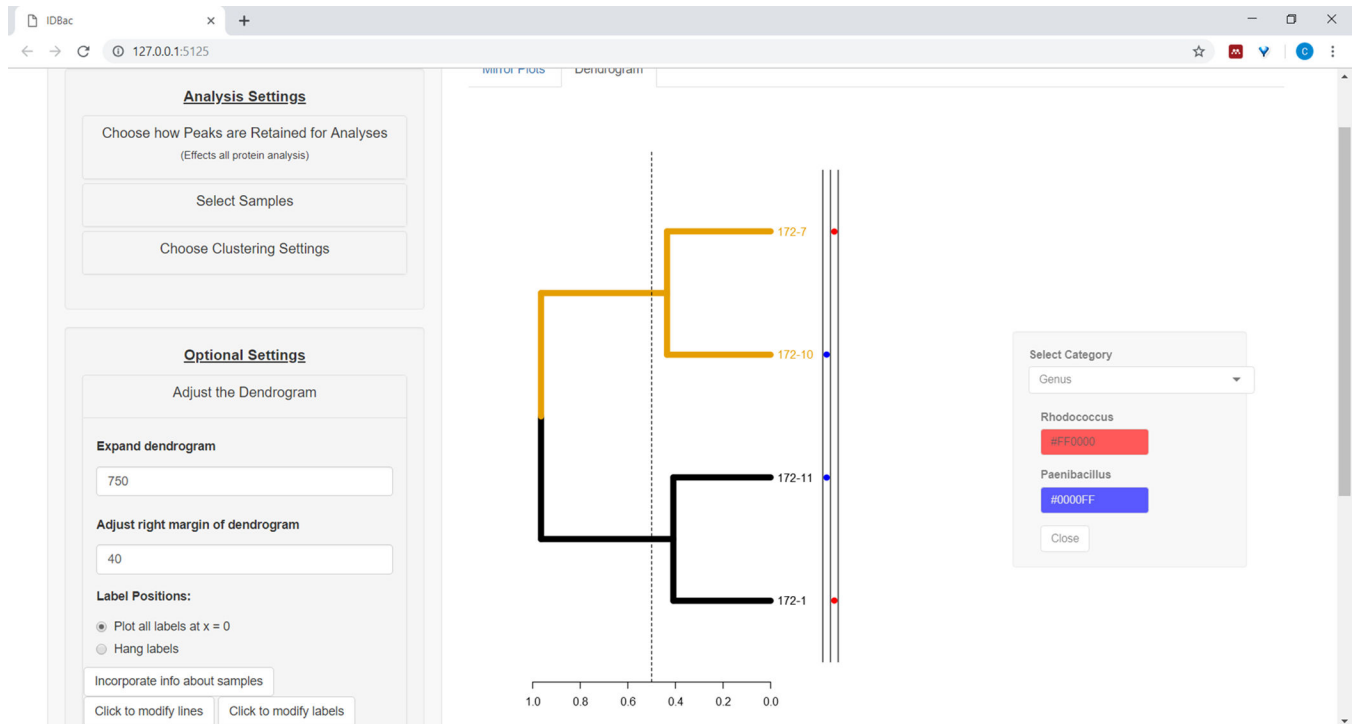 IDBac
127.0.0.1:5125
C
Mirror Plots
Dendrogram
Analysis Settings
Choose how Peaks are Retained for Analyses
(Effects all protein analysis)
Select Samples
Choose Clustering Settings
Optional Settings
Adjust the Dendrogram
Expand dendrogram
750
Adjust right margin of dendrogram
40
Label Positions:
Plot all labels at x = 0
Hang labels
Incorporate info about samples
Click to modify lines
Click to modify labels
172-7
172-10
172-11
172-1
1.0 0.8 0.6 0.4 0.2 0.0
Select Category
Genus
Rhodococcus
#FF0000
Paenibacillus
#0000FF
Close